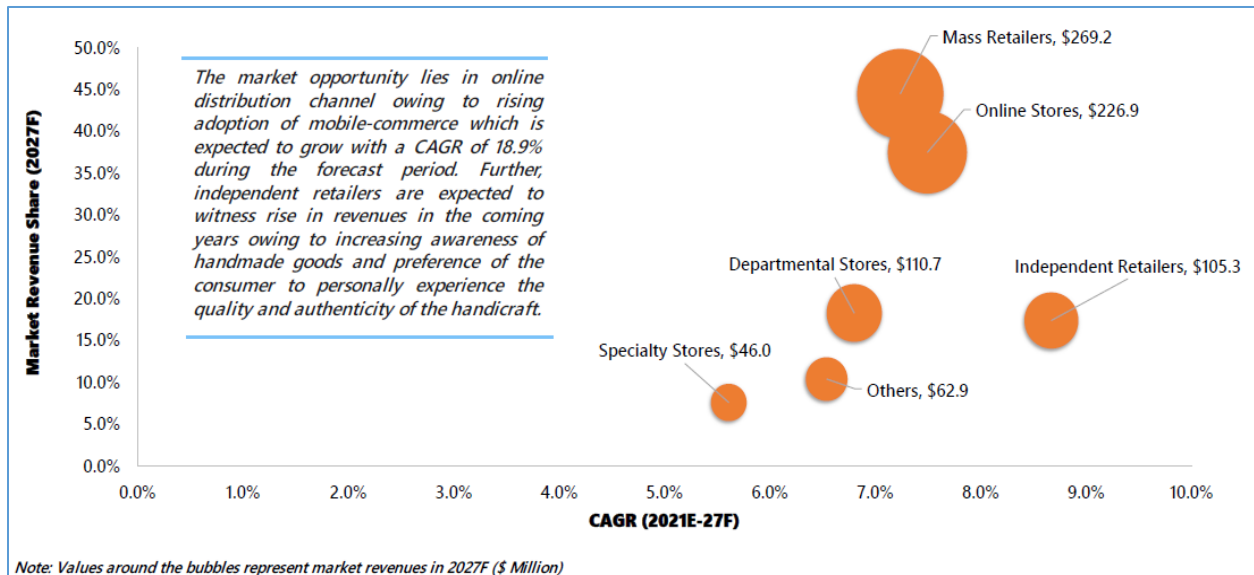 50.0%
45.0%
40.0%
35.0%
30.0%
25.0%
20.0%
15.0%
10.0%
5.0%
0.0%
Market Revenue Share (2027F)
The market opportunity lies in online
distribution channel owing to rising
adoption of mobile-commerce which is
expected to grow with a CAGR of 18.9%
during the forecast period. Further,
independent retailers are expected to
witness rise in revenues in the coming
years owing to increasing awareness of
handmade goods and preference of the
consumer to personally experience the
quality and authenticity of the handicraft.
Mass Retailers, $269.2
Online Stores, $226.9
Departmental Stores, $110.7
Independent Retailers, $105.3
Specialty Stores, $46.0
Others, $62.9
0.0% 1.0% 2.0% 3.0% 4.0% 5.0% 6.0% 7.0% 8.0% 9.0% 10.0%
CAGR (2021E-27F)
Note: Values around the bubbles represent market revenues in 2027F ($ Million)